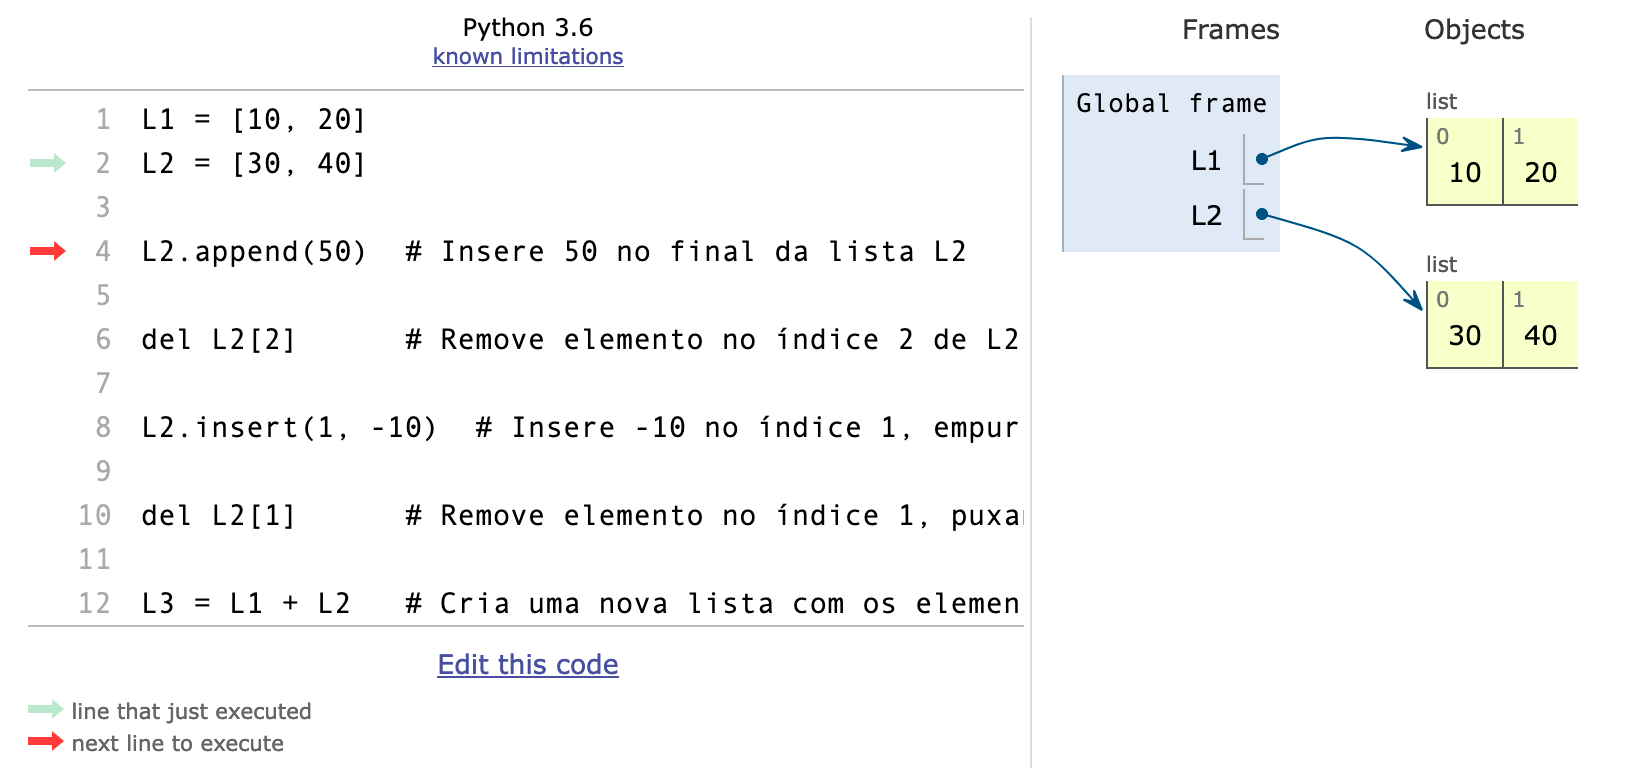 Python 3.6
known limitations
1 L1 = [10, 20]
2 L2 = [30, 40]
3
4 L2.append(50)  # Insere 50 no final da lista L2
5
6 del L2[2]      # Remove elemento no índice 2 de L2
7
8 L2.insert(1, -10)  # Insere -10 no índice 1, empur
9
10 del L2[1]      # Remove elemento no índice 1, puxa
11
12 L3 = L1 + L2   # Cria uma nova lista com os elemen
Edit this code
line that just executed
next line to execute
Frames
Objects
Global frame
L1
L2
list
0 1
10 20
list
0 1
30 40